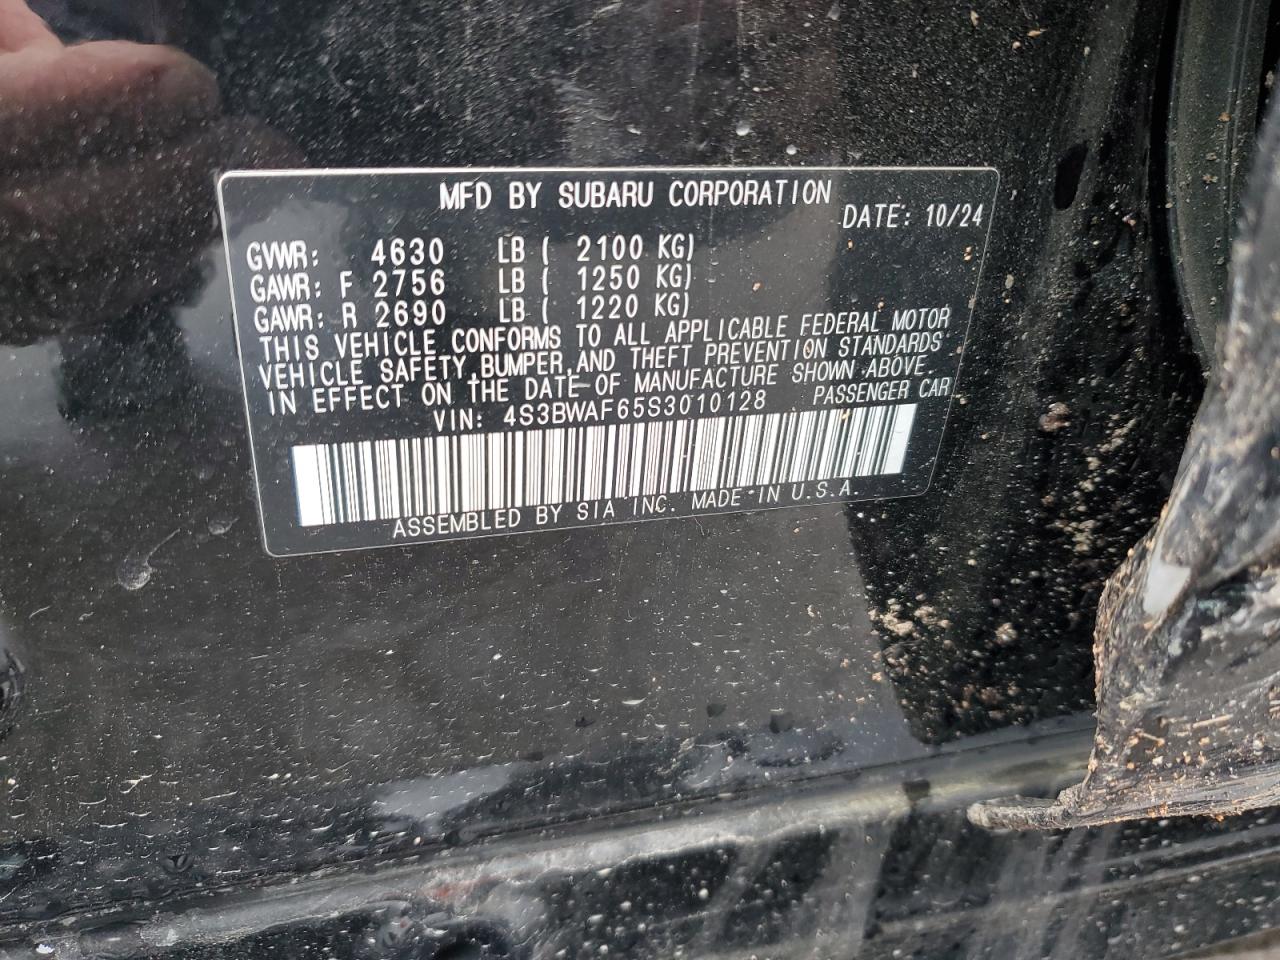 MFD BY SUBARU CORPORATION
DATE: 10/24
GVWR: 4630 LB ( 2100 KG)
GAWR: F 2756 LB ( 1250 KG)
GAWR: R 2690 LB ( 1220 KG)
THIS VEHICLE CONFORMS TO ALL APPLICABLE FEDERAL MOTOR
VEHICLE SAFETY,BUMPER,AND THEFT PREVENTION STANDARDS
IN EFFECT ON THE DATE OF MANUFACTURE SHOWN ABOVE.
VIN: 4S3BWAF65S3010128 PASSENGER CAR
ASSEMBLED BY SIA INC. MADE IN U.S.A.